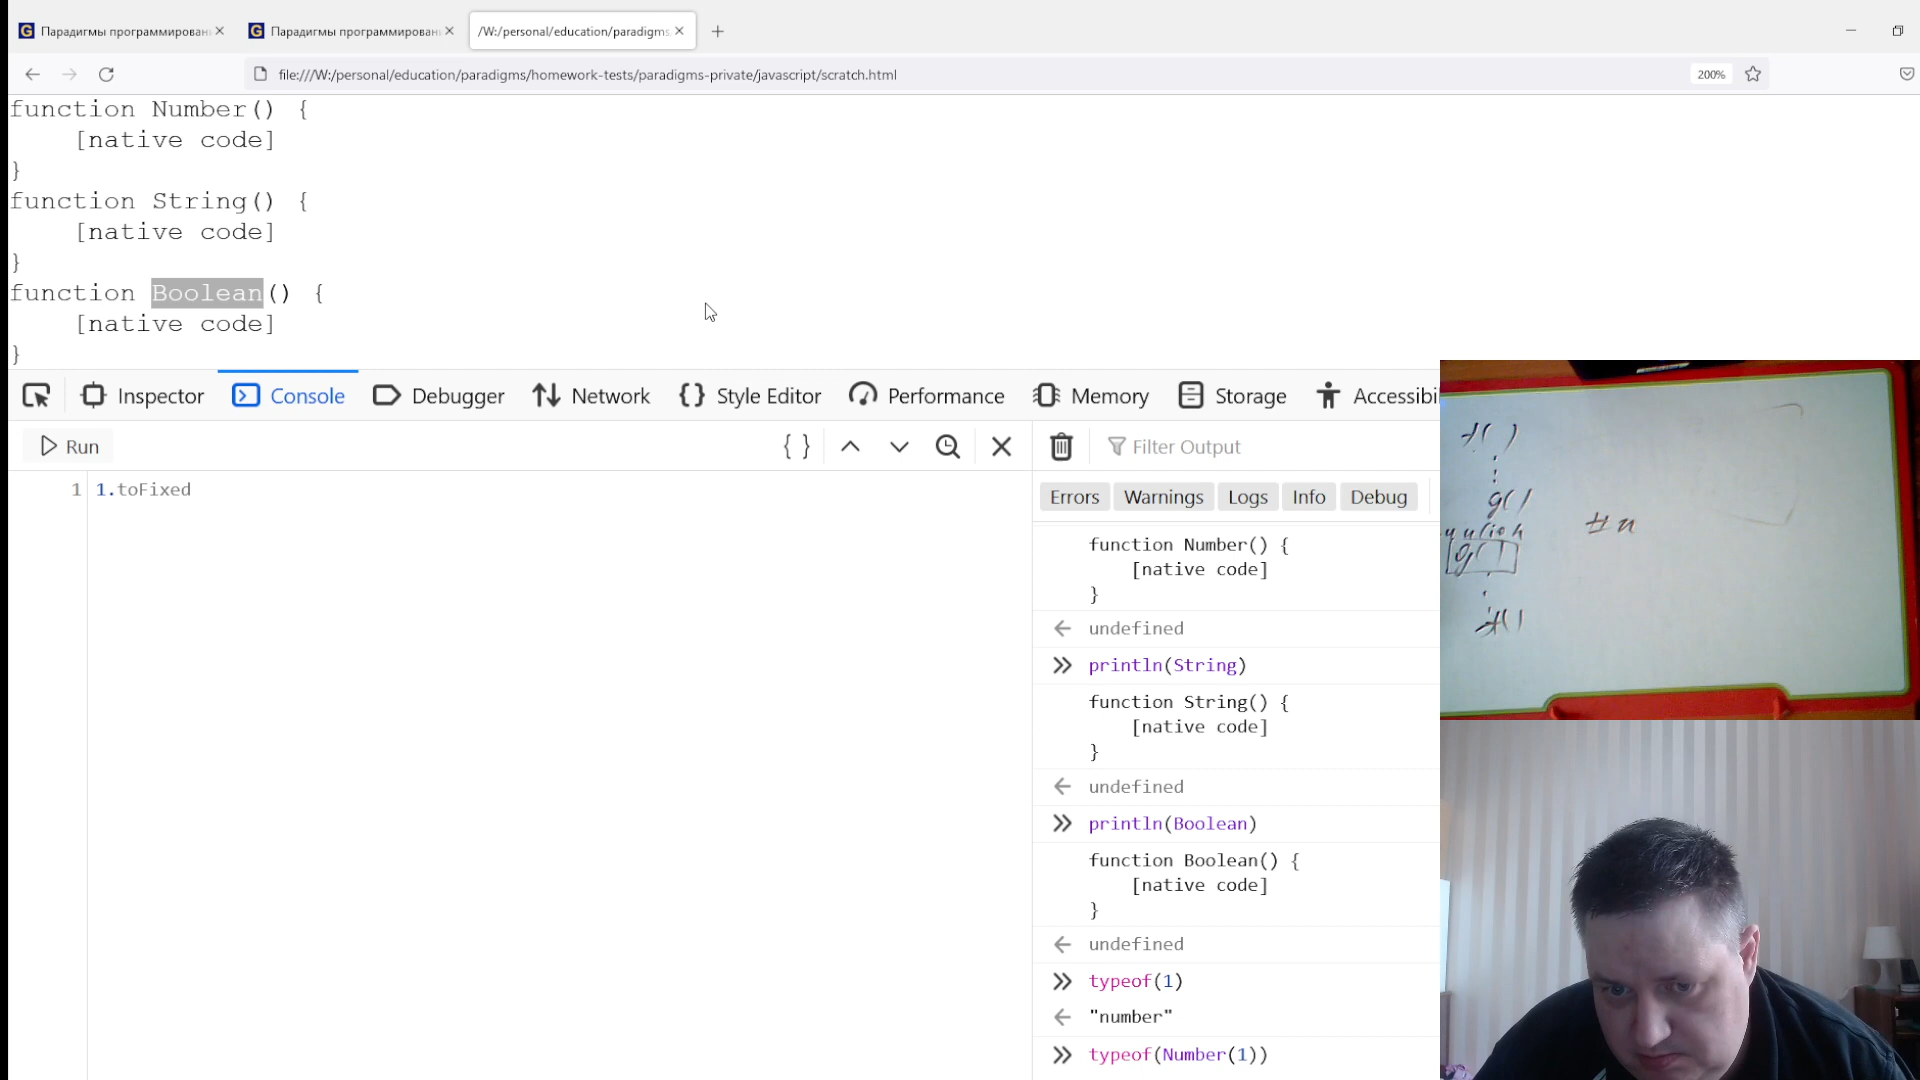 Парадигмы программирован
Парадигмы программирован
/W:/personal/education/paradigms
file:///W:/personal/education/paradigms/homework-tests/paradigms-private/javascript/scratch.html
200%
function Number() {
[native code]
}
function String() {
[native code]
}
function Boolean() {
[native code]
}
Inspector
Console
Debugger
Network
Style Editor
Performance
Memory
Storage
Accessibi
Run
Filter Output
1
1.toFixed
Errors
Warnings
Logs
Info
Debug
function Number() {
[native code]
}
undefined
println(String)
function String() {
[native code]
}
undefined
println(Boolean)
function Boolean() {
[native code]
}
undefined
typeof(1)
"number"
typeof(Number(1))
f()
g()
g()
f()